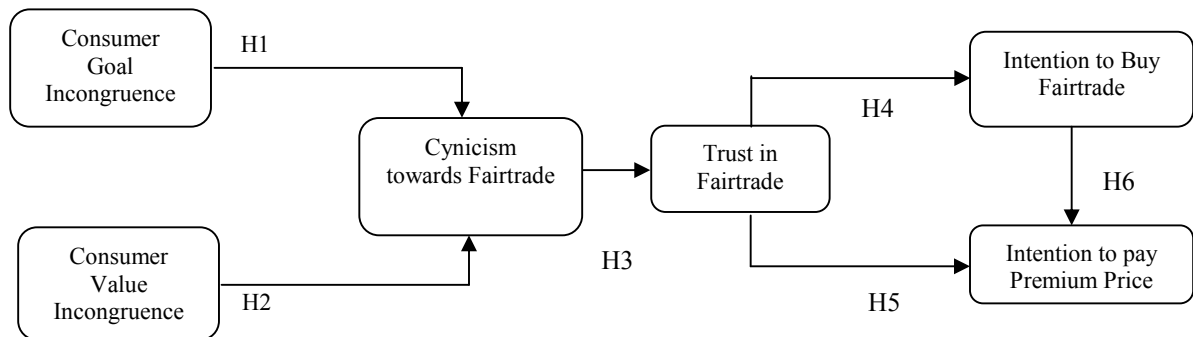 Consumer
Goal
Incongruence
H1
Consumer
Value
Incongruence
H2
Cynicism
towards Fairtrade
H3
Trust in
Fairtrade
H4
Intention to Buy
Fairtrade
H5
H6
Intention to pay
Premium Price